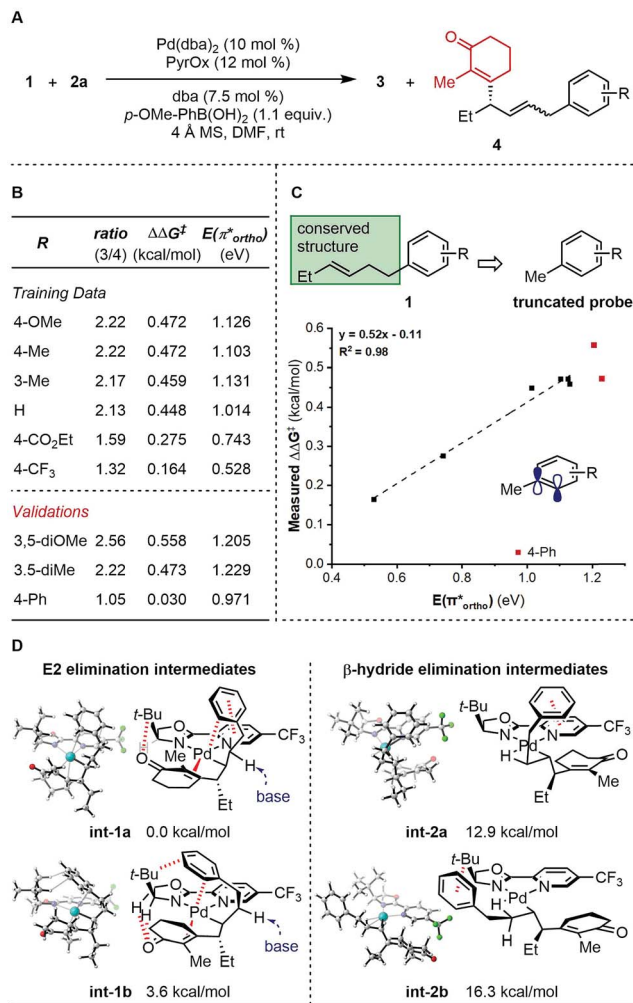 A
1 + 2a
Pd(dba)2 (10 mol %)
PyrOx (12 mol %)
dba (7.5 mol %)
p-OMe-PhB(OH)2 (1.1 equiv.)
4 Å MS, DMF, rt
3 +
O
Me
Et
R
4
B
R ratio (3/4) ΔΔG‡ (kcal/mol) E(π*ortho) (eV)
Training Data
4-OMe 2.22 0.472 1.126
4-Me 2.22 0.472 1.103
3-Me 2.17 0.459 1.131
H 2.13 0.448 1.014
4-CO2Et 1.59 0.275 0.743
4-CF3 1.32 0.164 0.528
Validations
3,5-diOMe 2.56 0.558 1.205
3.5-diMe 2.22 0.473 1.229
4-Ph 1.05 0.030 0.971
C
conserved
structure
Et
R
1
Me
R
truncated probe
y = 0.52x - 0.11
R2 = 0.98
Measured ΔΔG‡ (kcal/mol)
0.6
0.5
0.4
0.3
0.2
0.1
0.0
Me
R
4-Ph
0.4 0.6 0.8 1.0 1.2
E(π*ortho) (eV)
D
E2 elimination intermediates
t-Bu
O
N
Pd
N
CF3
Me
O
H
base
Et
int-1a 0.0 kcal/mol
t-Bu
O
N
N
CF3
H
H
Pd
H
base
O
Me
Et
int-1b 3.6 kcal/mol
β-hydride elimination intermediates
t-Bu
O
N
N
CF3
Pd
H
O
Et
Me
int-2a 12.9 kcal/mol
t-Bu
O
N
N
CF3
Pd
H
H
O
Et
Me
int-2b 16.3 kcal/mol